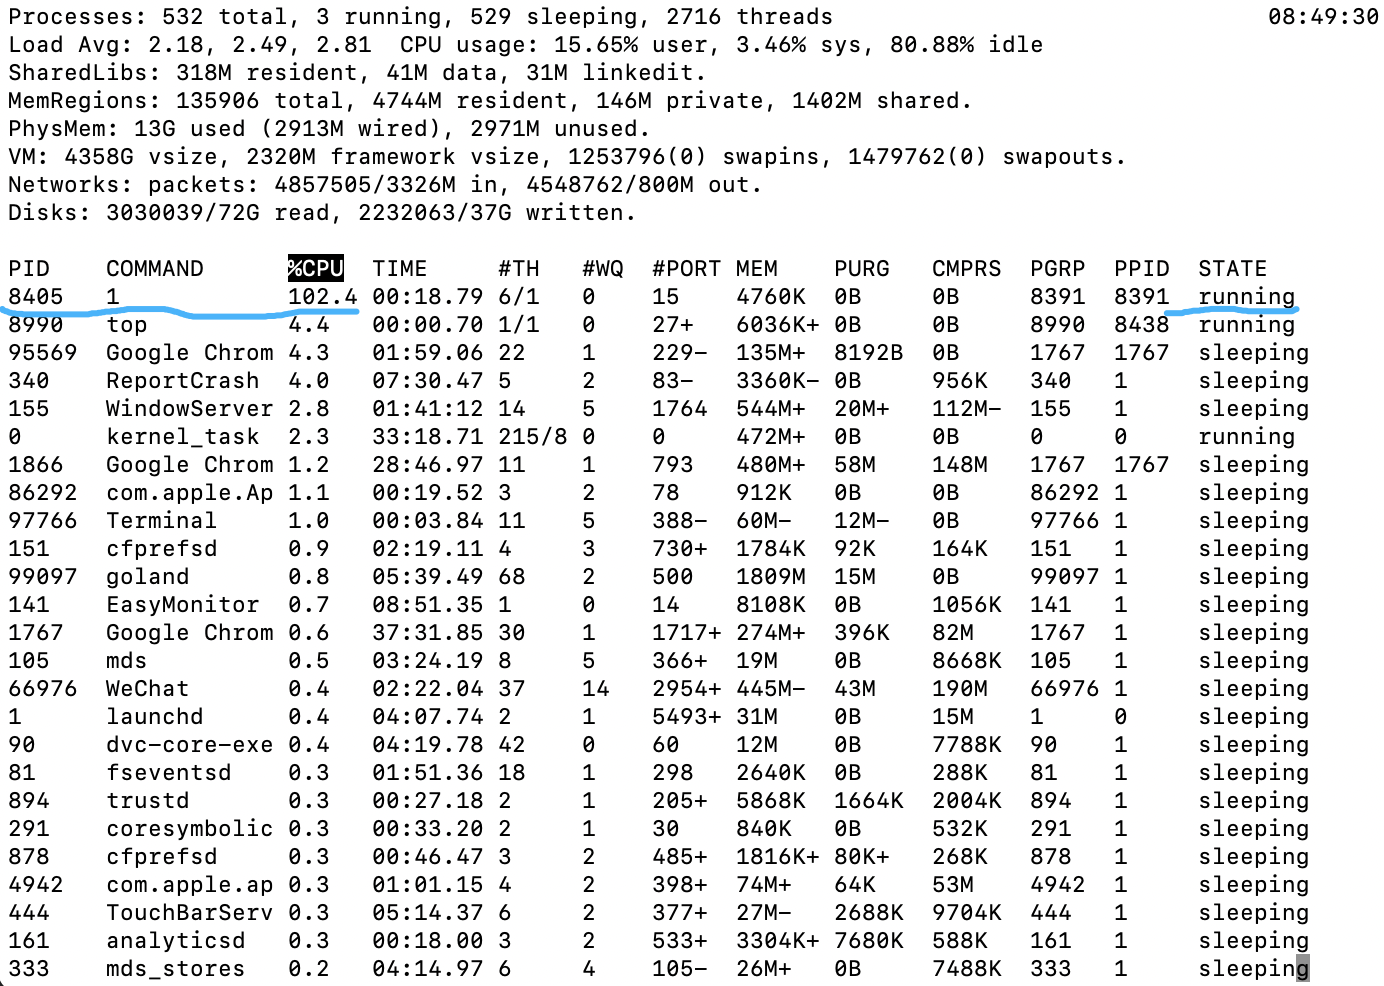 Processes: 532 total, 3 running, 529 sleeping, 2716 threads 08:49:30
Load Avg: 2.18, 2.49, 2.81 CPU usage: 15.65% user, 3.46% sys, 80.88% idle
SharedLibs: 318M resident, 41M data, 31M linkedit.
MemRegions: 135906 total, 4744M resident, 146M private, 1402M shared.
PhysMem: 13G used (2913M wired), 2971M unused.
VM: 4358G vsize, 2320M framework vsize, 1253796(0) swapins, 1479762(0) swapouts.
Networks: packets: 4857505/3326M in, 4548762/800M out.
Disks: 3030039/72G read, 2232063/37G written.
PID COMMAND %CPU TIME #TH #WQ #PORT MEM PURG CMPRS PGRP PPID STATE
8405 1 102.4 00:18.79 6/1 0 15 4760K 0B 0B 8391 8391 running
8990 top 4.4 00:00.70 1/1 0 27+ 6036K+ 0B 0B 8990 8438 running
95569 Google Chrom 4.3 01:59.06 22 1 229- 135M+ 8192B 0B 1767 1767 sleeping
340 ReportCrash 4.0 07:30.47 5 2 83- 3360K- 0B 956K 340 1 sleeping
155 WindowServer 2.8 01:41:12 14 5 1764 544M+ 20M+ 112M- 155 1 sleeping
0 kernel_task 2.3 33:18.71 215/8 0 0 472M+ 0B 0B 0 0 running
1866 Google Chrom 1.2 28:46.97 11 1 793 480M+ 58M 148M 1767 1767 sleeping
86292 com.apple.Ap 1.1 00:19.52 3 2 78 912K 0B 0B 86292 1 sleeping
97766 Terminal 1.0 00:03.84 11 5 388- 60M- 12M- 0B 97766 1 sleeping
151 cfprefsd 0.9 02:19.11 4 3 730+ 1784K 92K 164K 151 1 sleeping
99097 goland 0.8 05:39.49 68 2 500 1809M 15M 0B 99097 1 sleeping
141 EasyMonitor 0.7 08:51.35 1 0 14 8108K 0B 1056K 141 1 sleeping
1767 Google Chrom 0.6 37:31.85 30 1 1717+ 274M+ 396K 82M 1767 1 sleeping
105 mds 0.5 03:24.19 8 5 366+ 19M 0B 8668K 105 1 sleeping
66976 WeChat 0.4 02:22.04 37 14 2954+ 445M- 43M 190M 66976 1 sleeping
1 launchd 0.4 04:07.74 2 1 5493+ 31M 0B 15M 1 0 sleeping
90 dvc-core-exe 0.4 04:19.78 42 0 60 12M 0B 7788K 90 1 sleeping
81 fseventsd 0.3 01:51.36 18 1 298 2640K 0B 288K 81 1 sleeping
894 trustd 0.3 00:27.18 2 1 205+ 5868K 1664K 2004K 894 1 sleeping
291 coresymbolic 0.3 00:33.20 2 1 30 840K 0B 532K 291 1 sleeping
878 cfprefsd 0.3 00:46.47 3 2 485+ 1816K+ 80K+ 268K 878 1 sleeping
4942 com.apple.ap 0.3 01:01.15 4 2 398+ 74M+ 64K 53M 4942 1 sleeping
444 TouchBarServ 0.3 05:14.37 6 2 377+ 27M- 2688K 9704K 444 1 sleeping
161 analyticsd 0.3 00:18.00 3 2 533+ 3304K+ 7680K 588K 161 1 sleeping
333 mds_stores 0.2 04:14.97 6 4 105- 26M+ 0B 7488K 333 1 sleeping